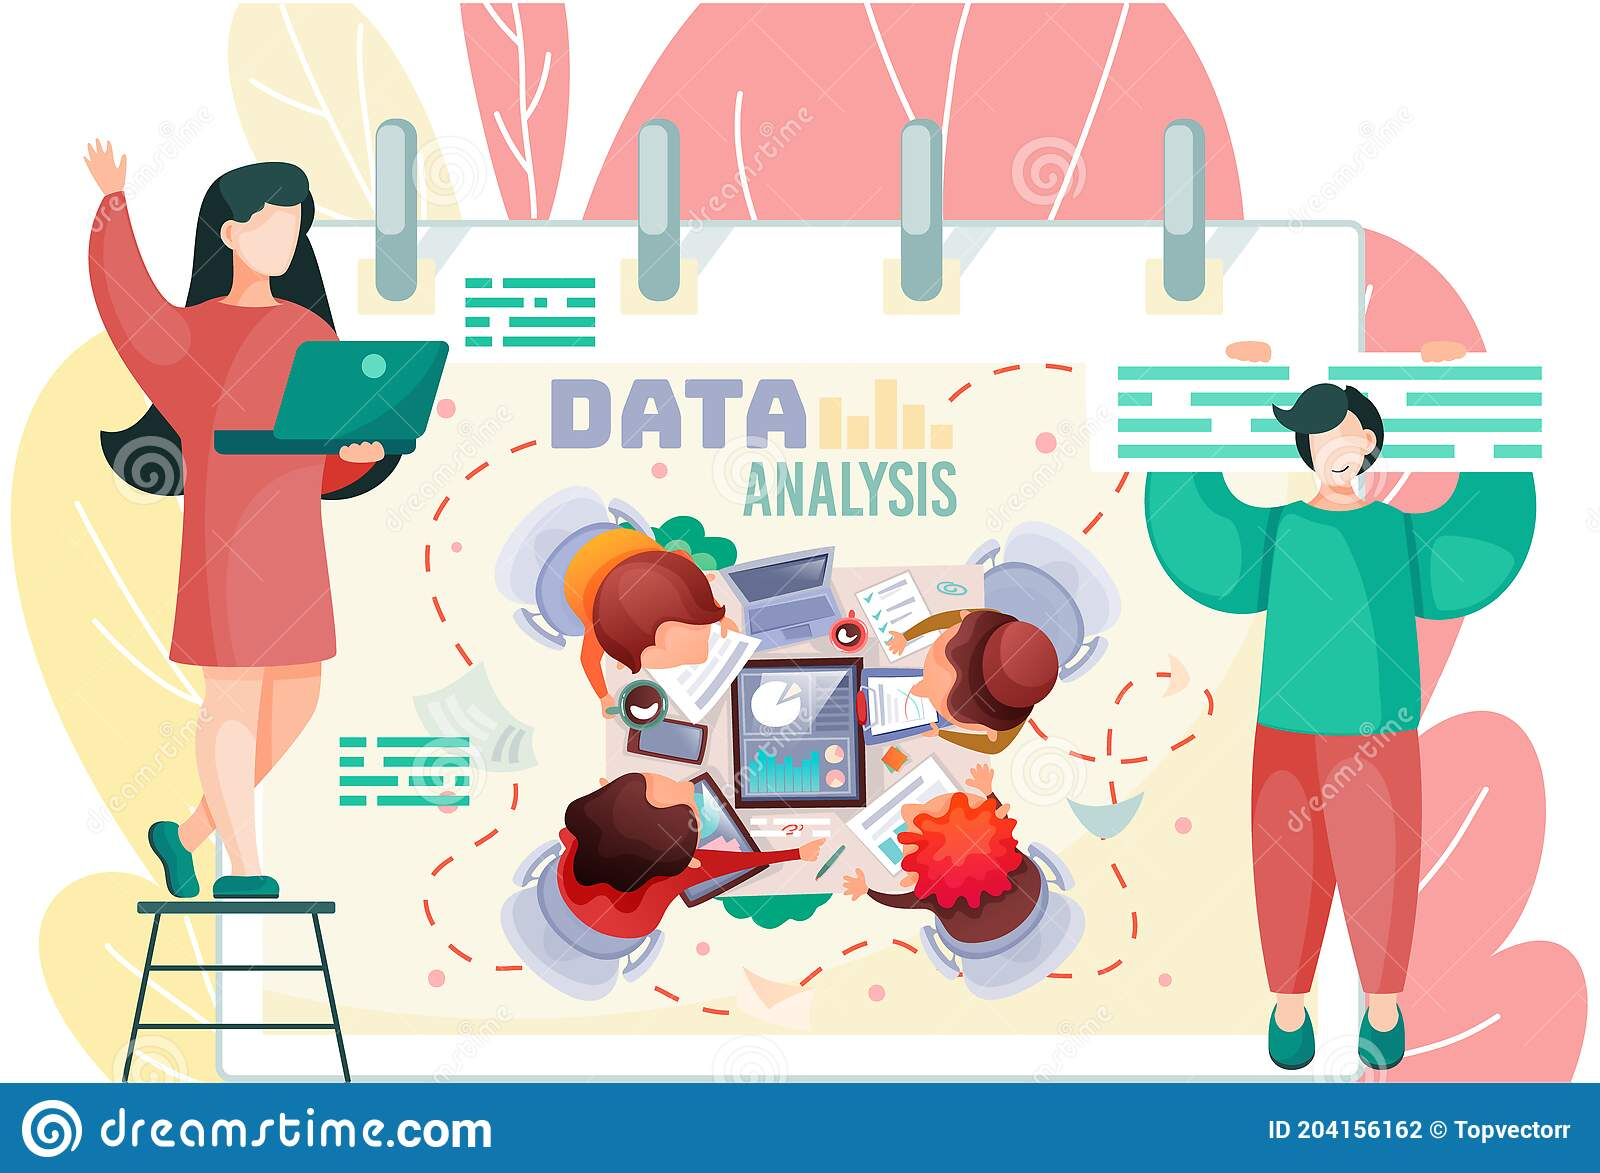 DATA
ANALYSIS
dreamstime.com
ID 204156162 © Topvectorr